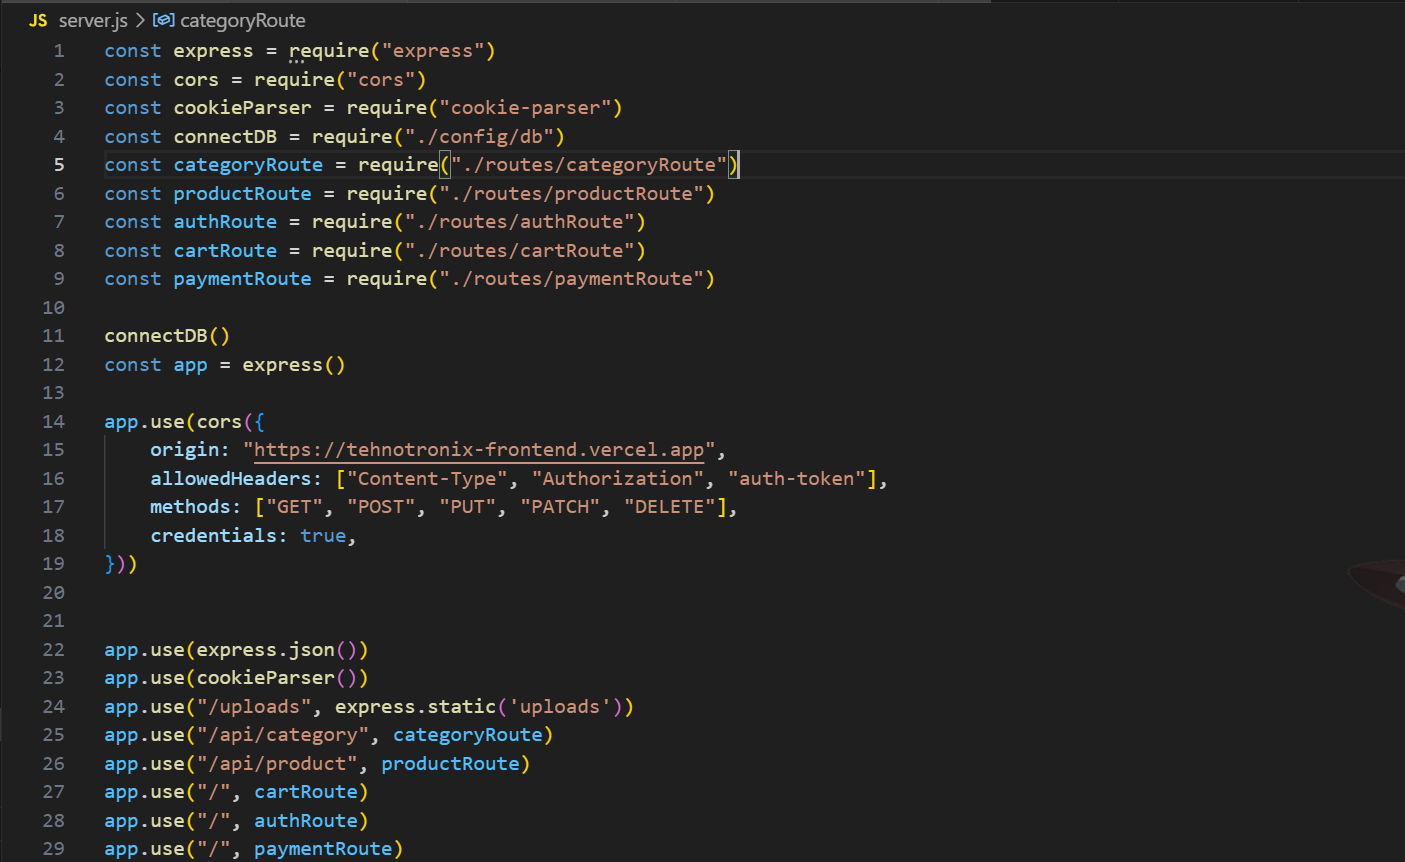 JS server.js > categoryRoute
1 const express = require("express")
2 const cors = require("cors")
3 const cookieParser = require("cookie-parser")
4 const connectDB = require("./config/db")
5 const categoryRoute = require("./routes/categoryRoute")
6 const productRoute = require("./routes/productRoute")
7 const authRoute = require("./routes/authRoute")
8 const cartRoute = require("./routes/cartRoute")
9 const paymentRoute = require("./routes/paymentRoute")
10
11 connectDB()
12 const app = express()
13
14 app.use(cors({
15     origin: "https://tehnotronix-frontend.vercel.app",
16     allowedHeaders: ["Content-Type", "Authorization", "auth-token"],
17     methods: ["GET", "POST", "PUT", "PATCH", "DELETE"],
18     credentials: true,
19 }))
20
21
22 app.use(express.json())
23 app.use(cookieParser())
24 app.use("/uploads", express.static('uploads'))
25 app.use("/api/category", categoryRoute)
26 app.use("/api/product", productRoute)
27 app.use("/", cartRoute)
28 app.use("/", authRoute)
29 app.use("/", paymentRoute)